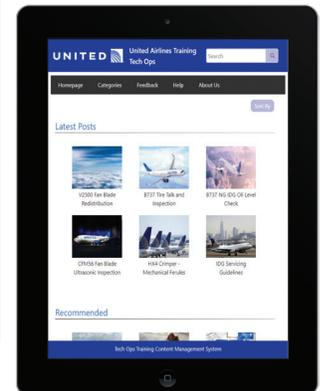 UNITED
United Airlines Training
Tech Ops
Search
Homepage Categories Feedback Help About Us
Sort By
Latest Posts
V2500 Fan Blade
Redistribution
B737 Tire Talk and
Inspection
B737 NG IDG Oil Level
Check
CFM56 Fan Blade
Ultrasonic Inspection
HX4 Crimper -
Mechanical Ferules
IDG Servicing
Guidelines
Recommended
Tech Ops Training Content Management System